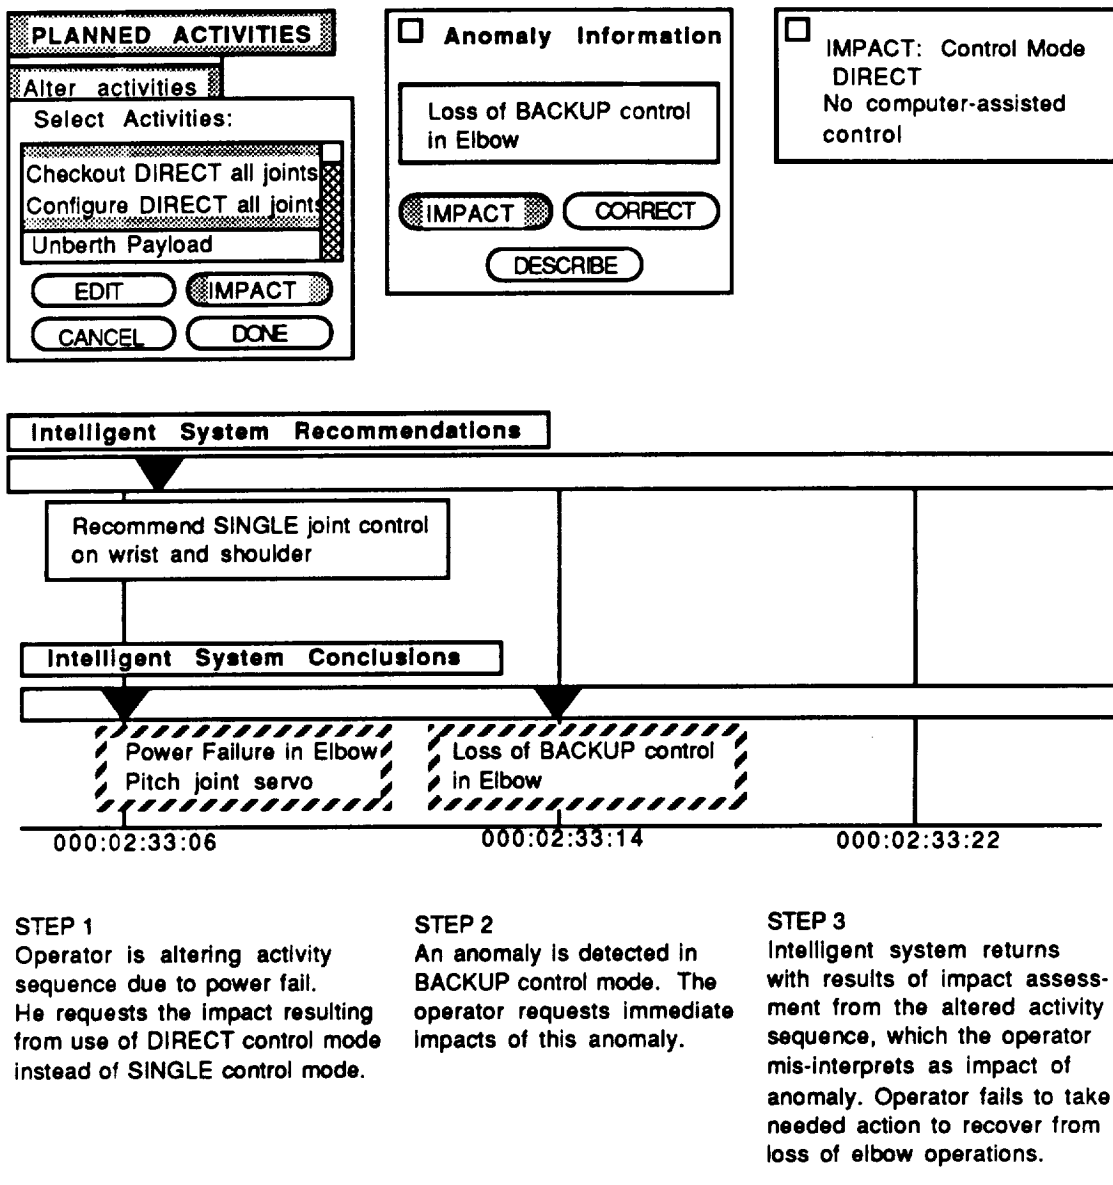 PLANNED ACTIVITIES
Alter activities
Select Activities:
Checkout DIRECT all joints
Configure DIRECT all joints
Unberth Payload
EDIT
IMPACT
CANCEL
DONE
Anomaly Information
Loss of BACKUP control
in Elbow
IMPACT
CORRECT
DESCRIBE
IMPACT: Control Mode
DIRECT
No computer-assisted
control
Intelligent System Recommendations
Recommend SINGLE joint control
on wrist and shoulder
Intelligent System Conclusions
Power Failure in Elbow
Pitch joint servo
Loss of BACKUP control
in Elbow
000:02:33:06
000:02:33:14
000:02:33:22
STEP 1
Operator is altering activity
sequence due to power fail.
He requests the impact resulting
from use of DIRECT control mode
instead of SINGLE control mode.
STEP 2
An anomaly is detected in
BACKUP control mode. The
operator requests immediate
impacts of this anomaly.
STEP 3
Intelligent system returns
with results of impact assess-
ment from the altered activity
sequence, which the operator
mis-interprets as impact of
anomaly. Operator fails to take
needed action to recover from
loss of elbow operations.